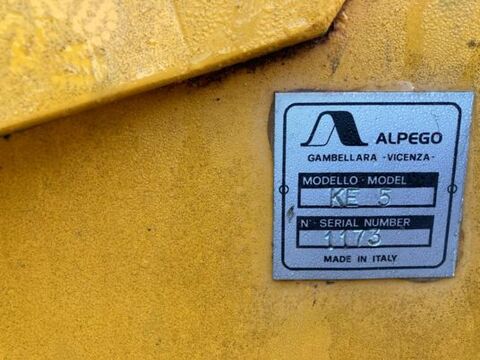 ALPEGO
GAMBELLARA - VICENZA -
MODELLO - MODEL
KE 5
N° SERIAL NUMBER
1173
MADE IN ITALY